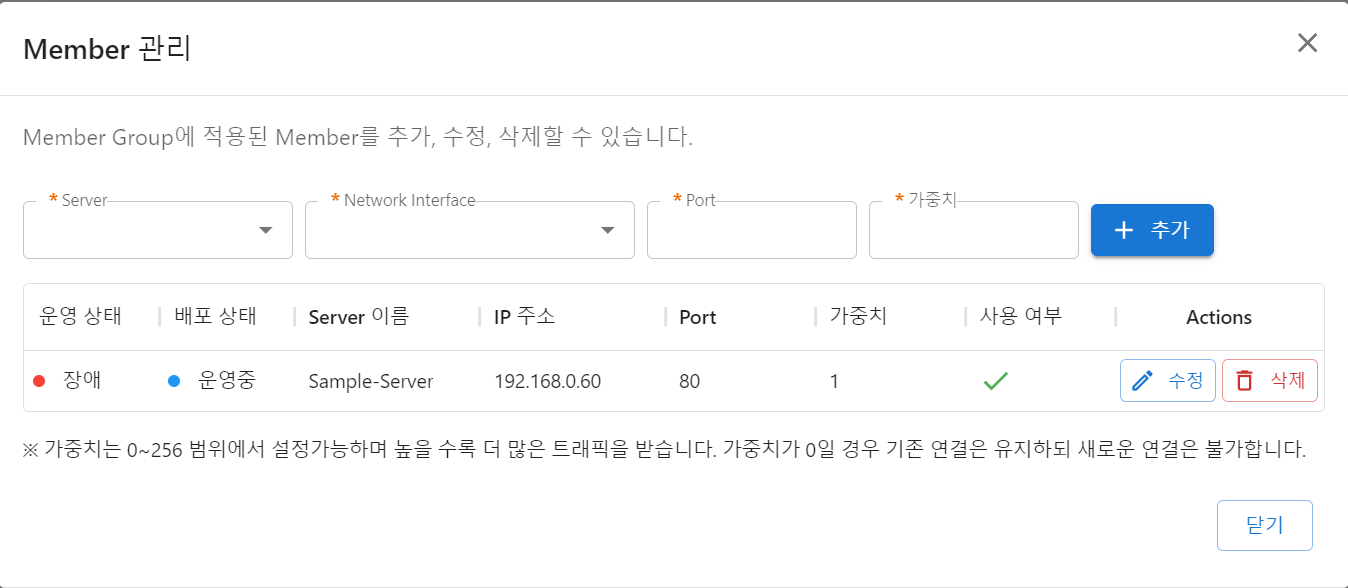 Member 관리
Member Group에 적용된 Member를 추가, 수정, 삭제할 수 있습니다.
* Server * Network Interface * Port * 가중치 + 추가
운영 상태 배포 상태 Server 이름 IP 주소 Port 가중치 사용 여부 Actions
장애 운영중 Sample-Server 192.168.0.60 80 1 수정 삭제
※ 가중치는 0~256 범위에서 설정가능하며 높을 수록 더 많은 트래픽을 받습니다. 가중치가 0일 경우 기존 연결은 유지하되 새로운 연결은 불가합니다.
닫기